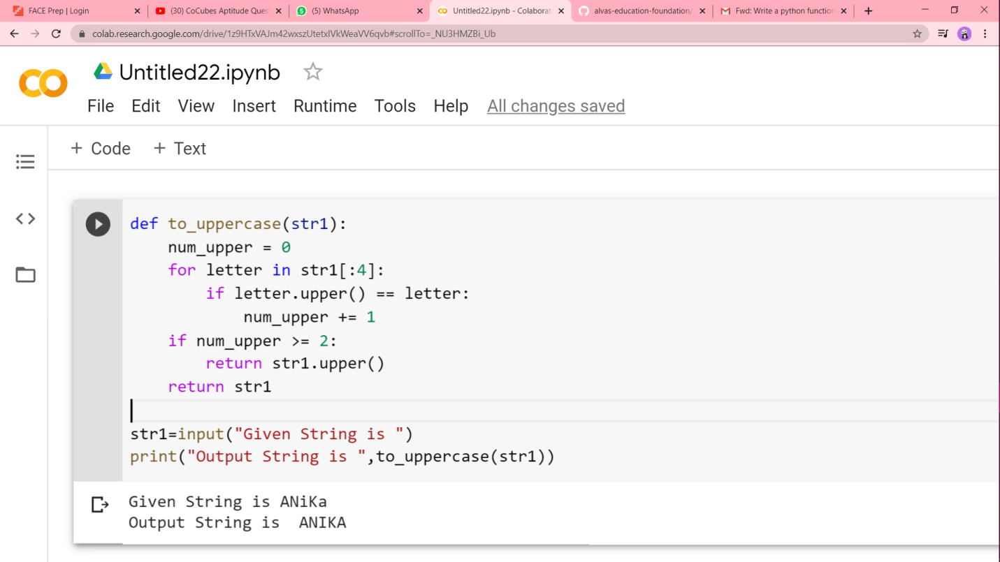 FACE Prep | Login
(30) CoCubes Aptitude Ques
(5) WhatsApp
Untitled22.ipynb - Colaborat
alvas-education-foundation/
Fwd: Write a python function
colab.research.google.com/drive/1z9HTxVAJm42wxszUtetxIVkWeaVV6qvb#scrollTo=_NU3HMZBi_Ub
Untitled22.ipynb
File Edit View Insert Runtime Tools Help All changes saved
+ Code + Text
def to_uppercase(str1):
    num_upper = 0
    for letter in str1[:4]:
        if letter.upper() == letter:
            num_upper += 1
    if num_upper >= 2:
        return str1.upper()
    return str1
str1=input("Given String is ")
print("Output String is ",to_uppercase(str1))
Given String is ANiKa
Output String is  ANIKA